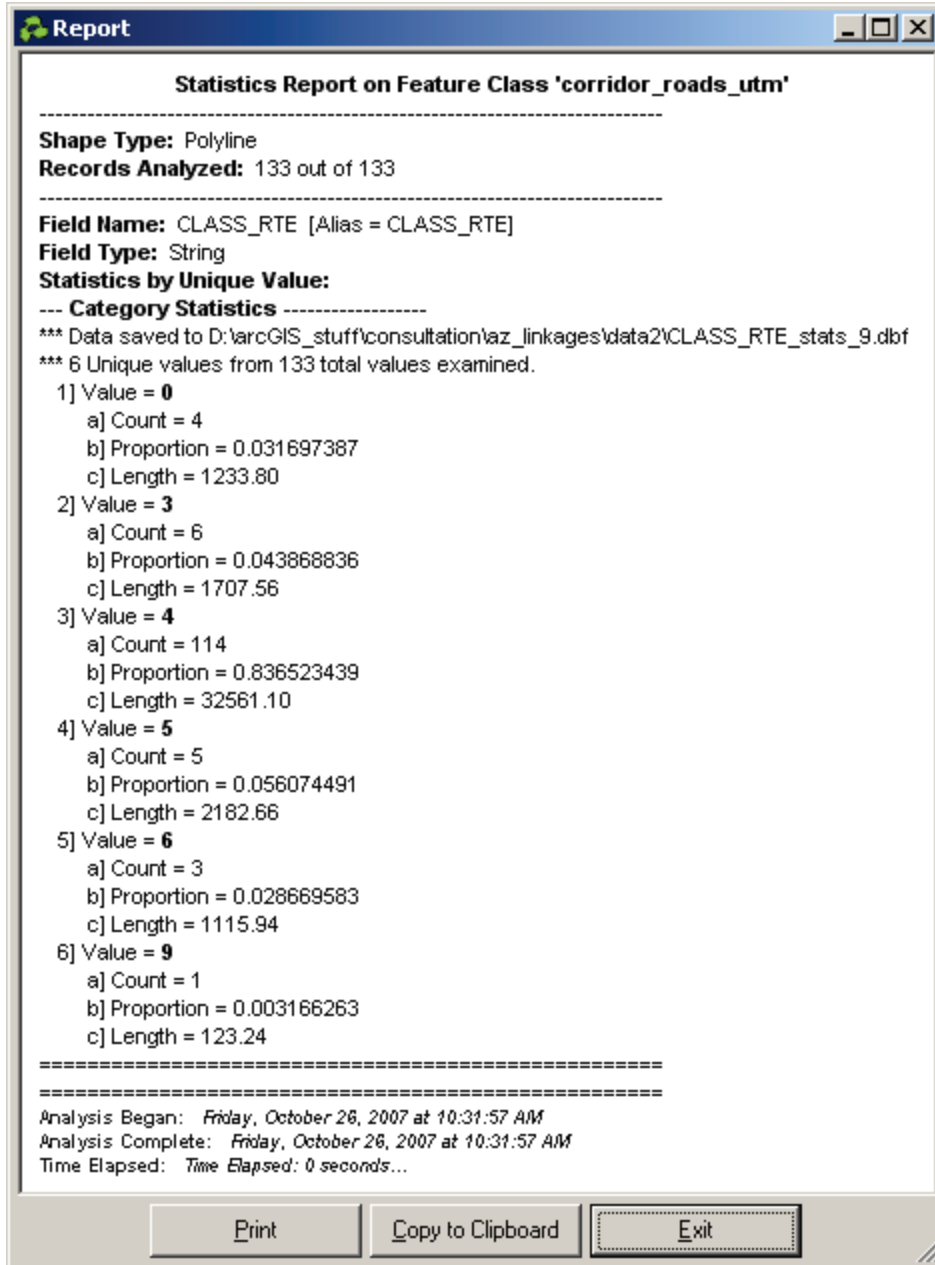 Report
Statistics Report on Feature Class 'corridor_roads_utm'
------------------------------------------------------------------------------
Shape Type: Polyline
Records Analyzed: 133 out of 133
------------------------------------------------------------------------------
Field Name: CLASS_RTE [Alias = CLASS_RTE]
Field Type: String
Statistics by Unique Value:
--- Category Statistics ------------------
*** Data saved to D:\arcGIS_stuff\consultation\az_linkages\data2\CLASS_RTE_stats_9.dbf
*** 6 Unique values from 133 total values examined.
1] Value = 0
a] Count = 4
b] Proportion = 0.031697387
c] Length = 1233.80
2] Value = 3
a] Count = 6
b] Proportion = 0.043868836
c] Length = 1707.56
3] Value = 4
a] Count = 114
b] Proportion = 0.836523439
c] Length = 32561.10
4] Value = 5
a] Count = 5
b] Proportion = 0.056074491
c] Length = 2182.66
5] Value = 6
a] Count = 3
b] Proportion = 0.028669583
c] Length = 1115.94
6] Value = 9
a] Count = 1
b] Proportion = 0.003166263
c] Length = 123.24
====================================================
====================================================
Analysis Began: Friday, October 26, 2007 at 10:31:57 AM
Analysis Complete: Friday, October 26, 2007 at 10:31:57 AM
Time Elapsed: Time Elapsed: 0 seconds...
Print Copy to Clipboard Exit